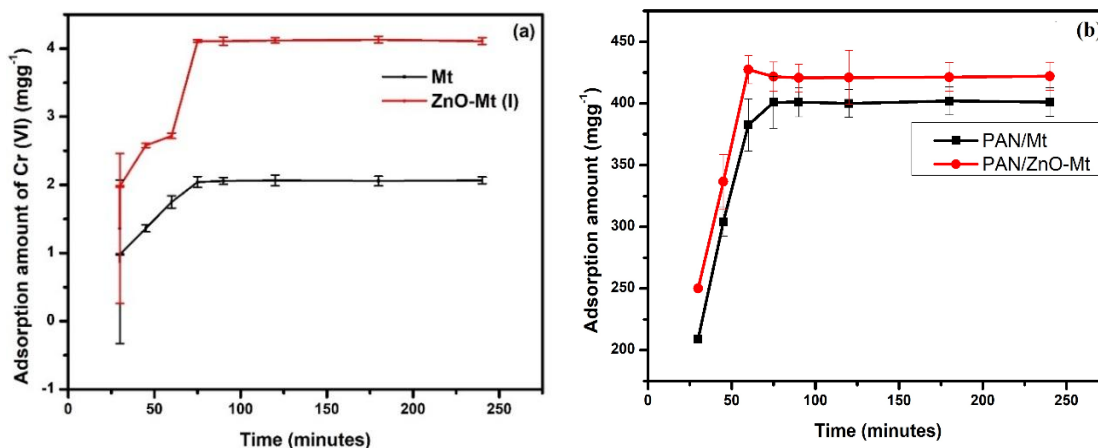 (a)
Adsorption amount of Cr (VI) (mgg-1)
4
3
2
1
0
-1
Mt
ZnO-Mt (I)
0
50
100
150
200
250
Time (minutes)
(b)
Adsorption amount (mgg-1)
450
400
350
300
250
200
PAN/Mt
PAN/ZnO-Mt
0
50
100
150
200
250
Time (minutes)